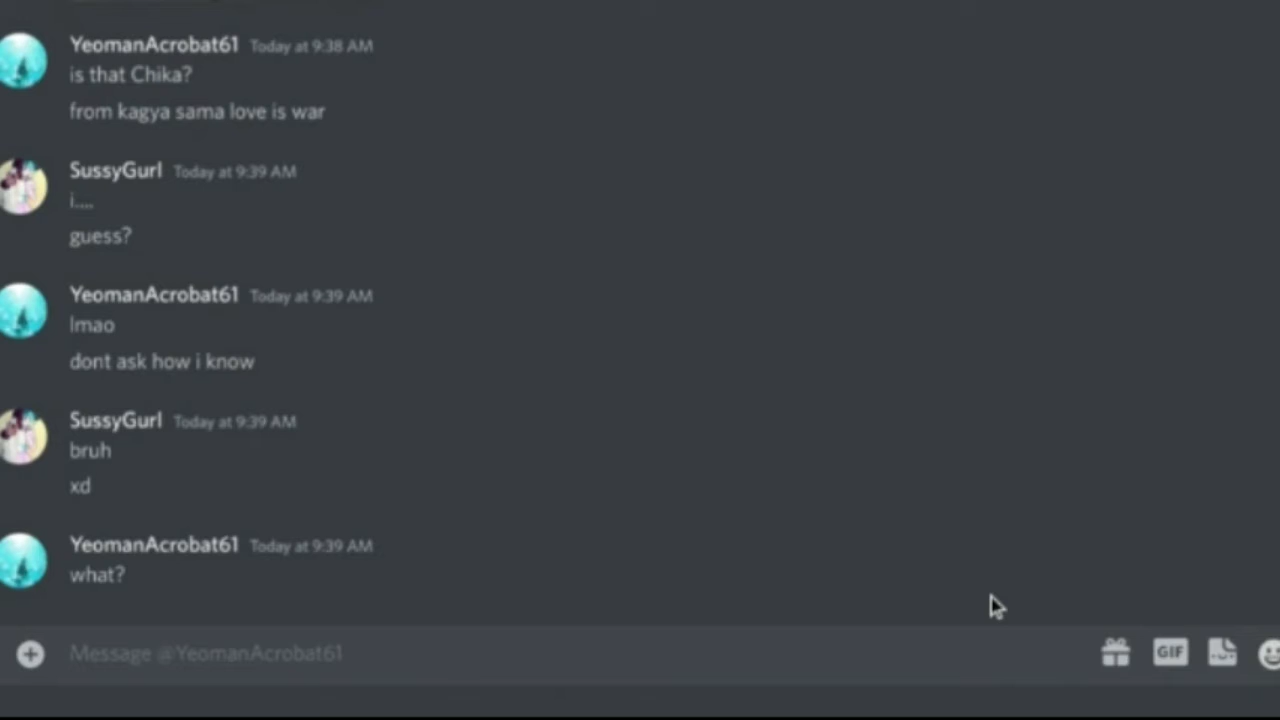 YeomanAcrobat61 Today at 9:38 AM
is that Chika?
from kagya sama love is war
SussyGurl Today at 9:39 AM
i....
guess?
YeomanAcrobat61 Today at 9:39 AM
lmao
dont ask how i know
SussyGurl Today at 9:39 AM
bruh
xd
YeomanAcrobat61 Today at 9:39 AM
what?
Message @YeomanAcrobat61
GIF